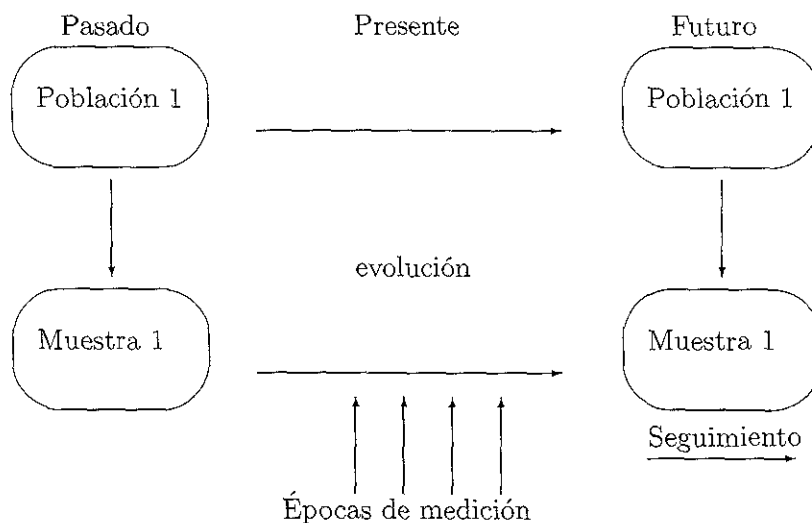 Pasado Presente Futuro
Población 1 Población 1
evolución
Muestra 1 Muestra 1
Seguimiento
Épocas de medición